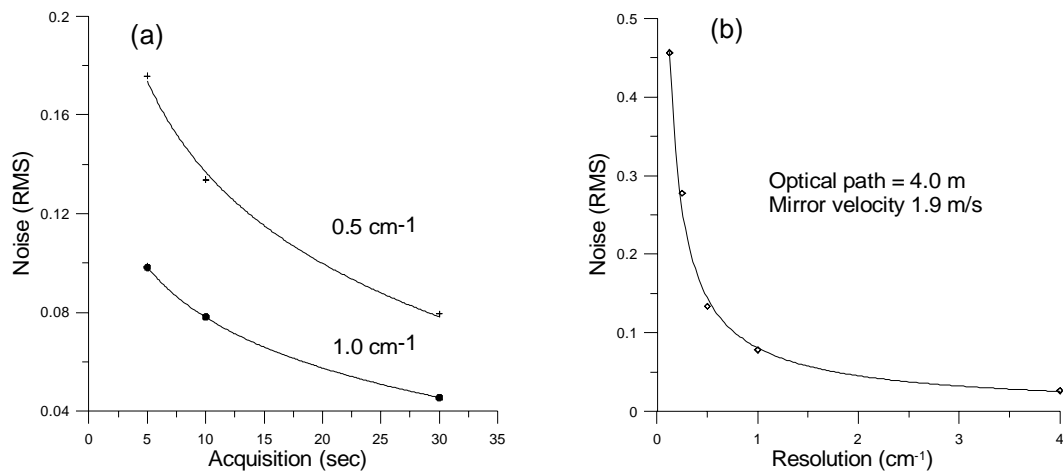 (a)
Noise (RMS)
0.2
0.16
0.12
0.08
0.04
0.5 cm-1
1.0 cm-1
0 5 10 15 20 25 30 35
Acquisition (sec)
(b)
Noise (RMS)
0.5
0.4
0.3
0.2
0.1
0
Optical path = 4.0 m
Mirror velocity 1.9 m/s
0 1 2 3 4
Resolution (cm-1)